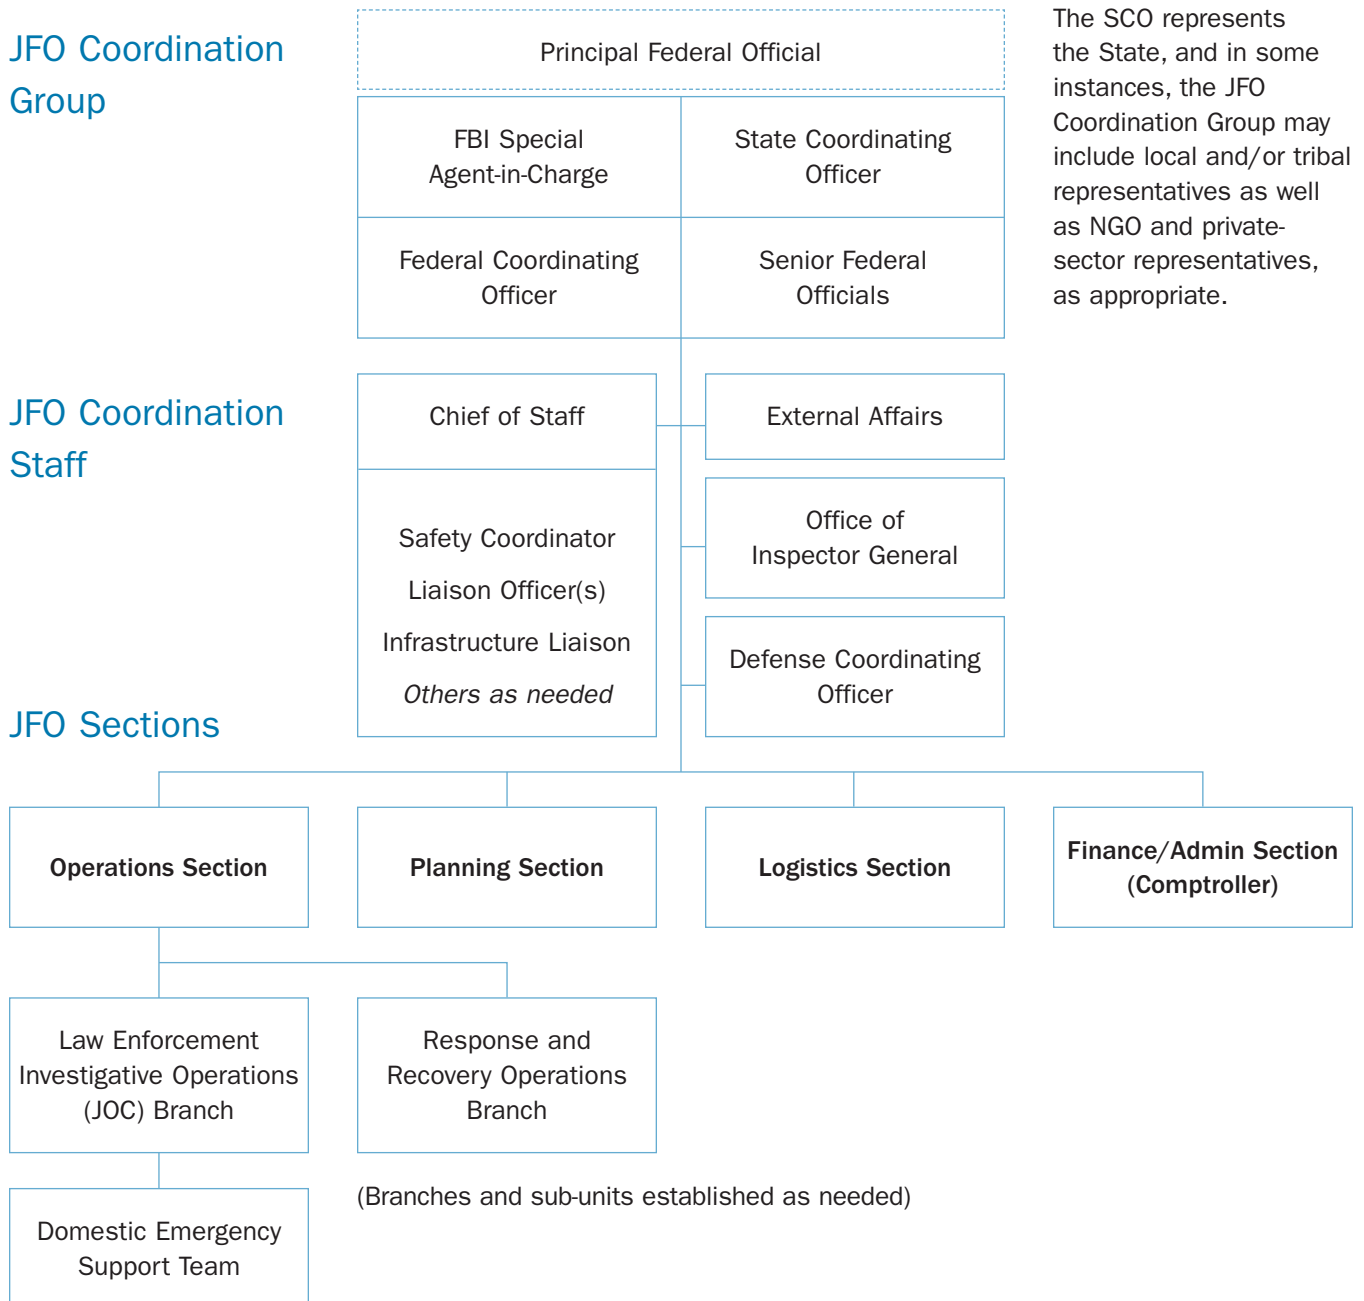 JFO Coordination
Group
Principal Federal Official
FBI Special
Agent-in-Charge
State Coordinating
Officer
Federal Coordinating
Officer
Senior Federal
Officials
The SCO represents
the State, and in some
instances, the JFO
Coordination Group may
include local and/or tribal
representatives as well
as NGO and private-
sector representatives,
as appropriate.
JFO Coordination
Staff
Chief of Staff
Safety Coordinator
Liaison Officer(s)
Infrastructure Liaison
Others as needed
External Affairs
Office of
Inspector General
Defense Coordinating
Officer
JFO Sections
Operations Section
Planning Section
Logistics Section
Finance/Admin Section
(Comptroller)
Law Enforcement
Investigative Operations
(JOC) Branch
Response and
Recovery Operations
Branch
(Branches and sub-units established as needed)
Domestic Emergency
Support Team